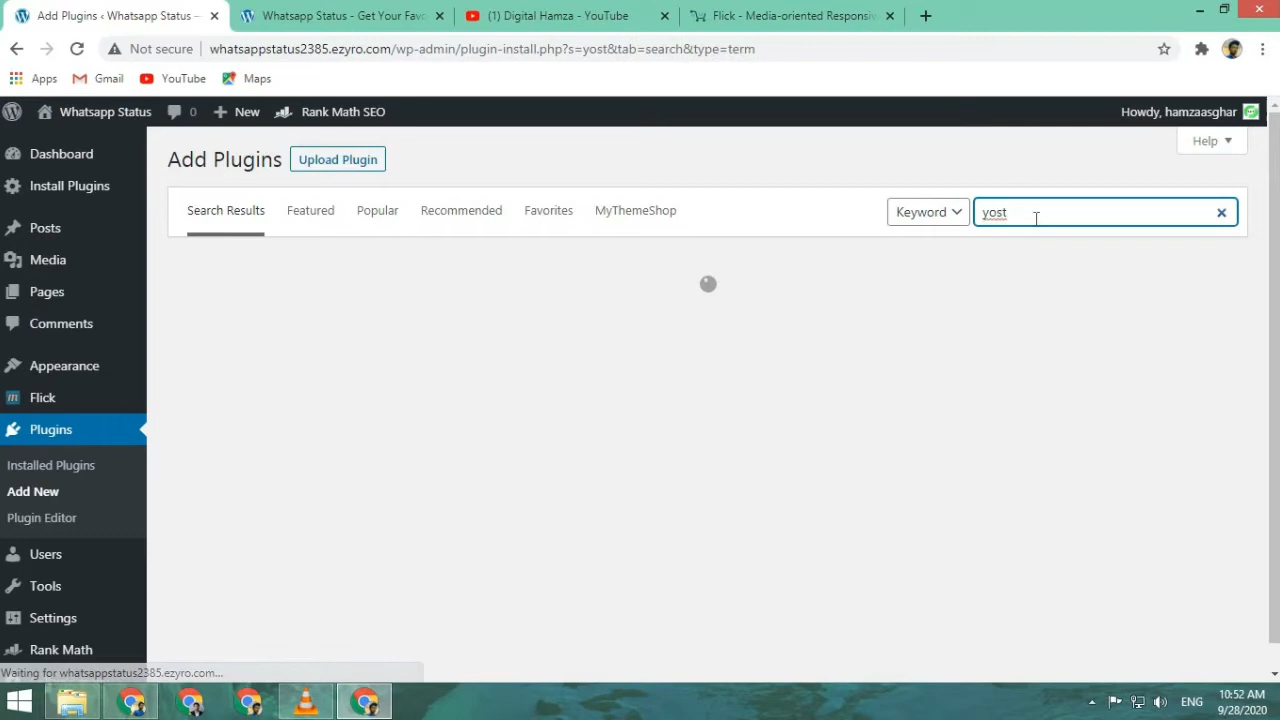 Add Plugins ‹ Whatsapp Status —
Whatsapp Status - Get Your Favo
(1) Digital Hamza - YouTube
Flick - Media-oriented Responsiv
Not secure
whatsappstatus2385.ezyro.com/wp-admin/plugin-install.php?s=yost&tab=search&type=term
Apps
Gmail
YouTube
Maps
Whatsapp Status
0
New
Rank Math SEO
Howdy, hamzaasghar
Dashboard
Install Plugins
Posts
Media
Pages
Comments
Appearance
Flick
Plugins
Installed Plugins
Add New
Plugin Editor
Users
Tools
Settings
Rank Math
Add Plugins
Upload Plugin
Help
Search Results
Featured
Popular
Recommended
Favorites
MyThemeShop
Keyword
yost
Waiting for whatsappstatus2385.ezyro.com...
ENG
10:52 AM
9/28/2020